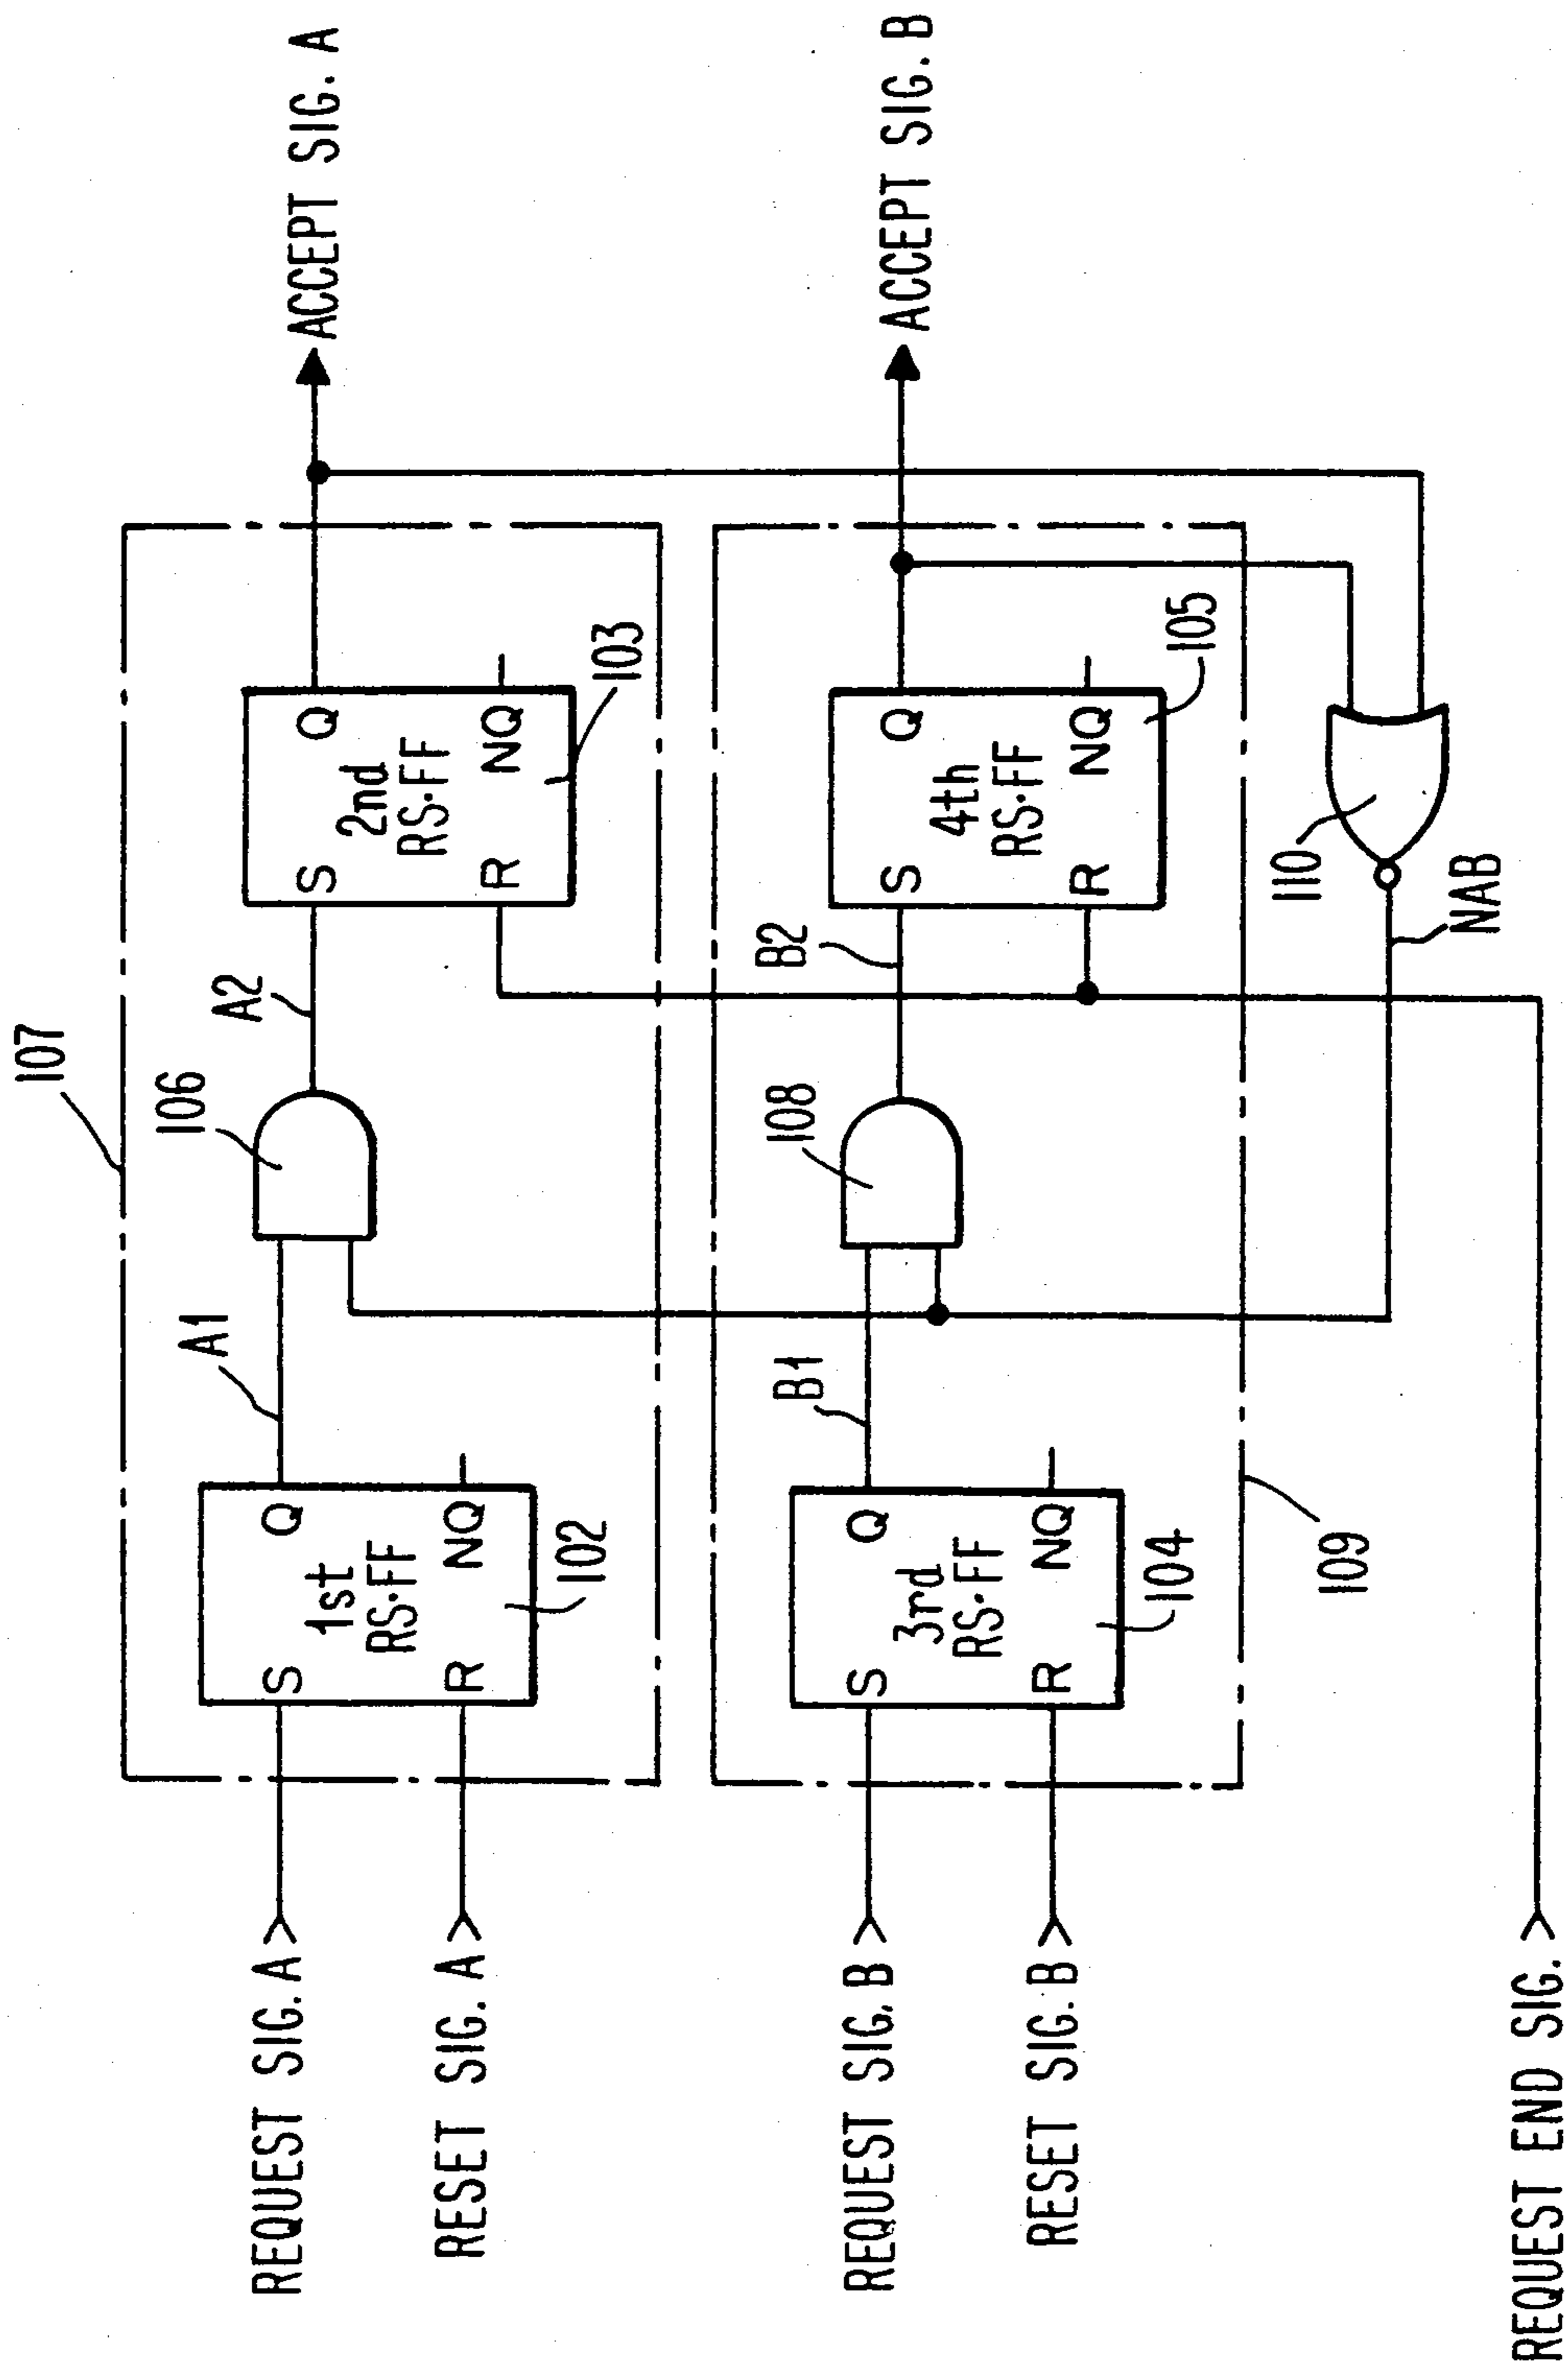 107
106
A1
A2
REQUEST SIG. A
S
Q
1st
RS·FF
RESET SIG. A
R
NQ
102
S
Q
2nd
RS·FF
R
NQ
103
ACCEPT SIG. A
108
B1
B2
REQUEST SIG. B
S
Q
3rd
RS·FF
RESET SIG. B
R
NQ
104
S
Q
4th
RS·FF
R
NQ
105
ACCEPT SIG. B
109
110
NAB
REQUEST END SIG.